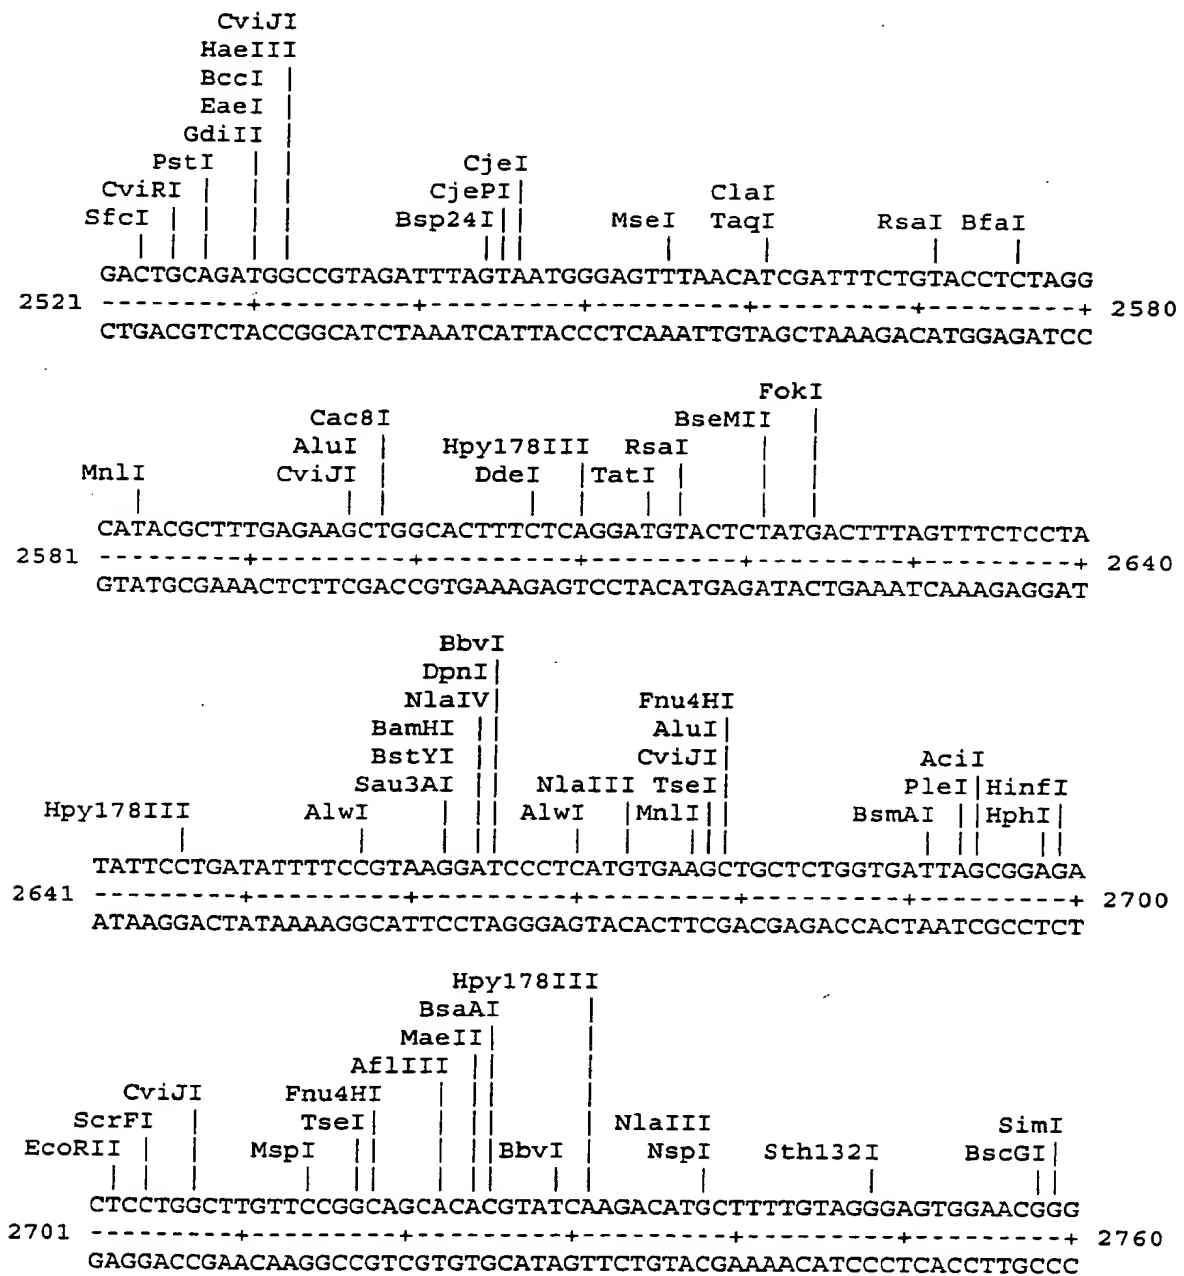 CviJI
HaeIII
BccI
EaeI
GdiII
PstI CjeI
CviRI CjePI ClaI
SfcI Bsp24I MseI TaqI RsaI BfaI
GACTGCAGATGGCCGTAGATTTAGTAATGGGAGTTTAACATCGATTTCTGTACCTCTAGG
2521 ---------+---------+---------+---------+---------+---------+ 2580
CTGACGTCTACCGGCATCTAAATCATTACCCTCAAATTGTAGCTAAAGACATGGAGATCC
FokI
Cac8I BseMII
AluI Hpy178III RsaI
MnlI CviJI DdeI TatI
CATACGCTTTGAGAAGCTGGCACTTTCTCAGGATGTACTCTATGACTTTAGTTTCTCCTA
2581 ---------+---------+---------+---------+---------+---------+ 2640
GTATGCGAAACTCTTCGACCGTGAAAGAGTCCTACATGAGATACTGAAATCAAAGAGGAT
BbvI
DpnI
NlaIV Fnu4HI
BamHI AluI
BstYI CviJI AciI
Sau3AI NlaIII TseI PleI HinfI
Hpy178III AlwI AlwI MnlI BsmAI HphI
TATTCCTGATATTTTCCGTAAGGATCCCTCATGTGAAGCTGCTCTGGTGATTAGCGGAGA
2641 ---------+---------+---------+---------+---------+---------+ 2700
ATAAGGACTATAAAAGGCATTCCTAGGGAGTACACTTCGACGAGACCACTAATCGCCTCT
Hpy178III
BsaAI
MaeII
AflIII
CviJI Fnu4HI
ScrFI TseI NlaIII SimI
EcoRII MspI BbvI NspI Sth132I BscGI
CTCCTGGCTTGTTCCGGCAGCACACGTATCAAGACATGCTTTTGTAGGGAGTGGAACGGG
2701 ---------+---------+---------+---------+---------+---------+ 2760
GAGGACCGAACAAGGCCGTCGTGTGCATAGTTCTGTACGAAAACATCCCTCACCTTGCCC